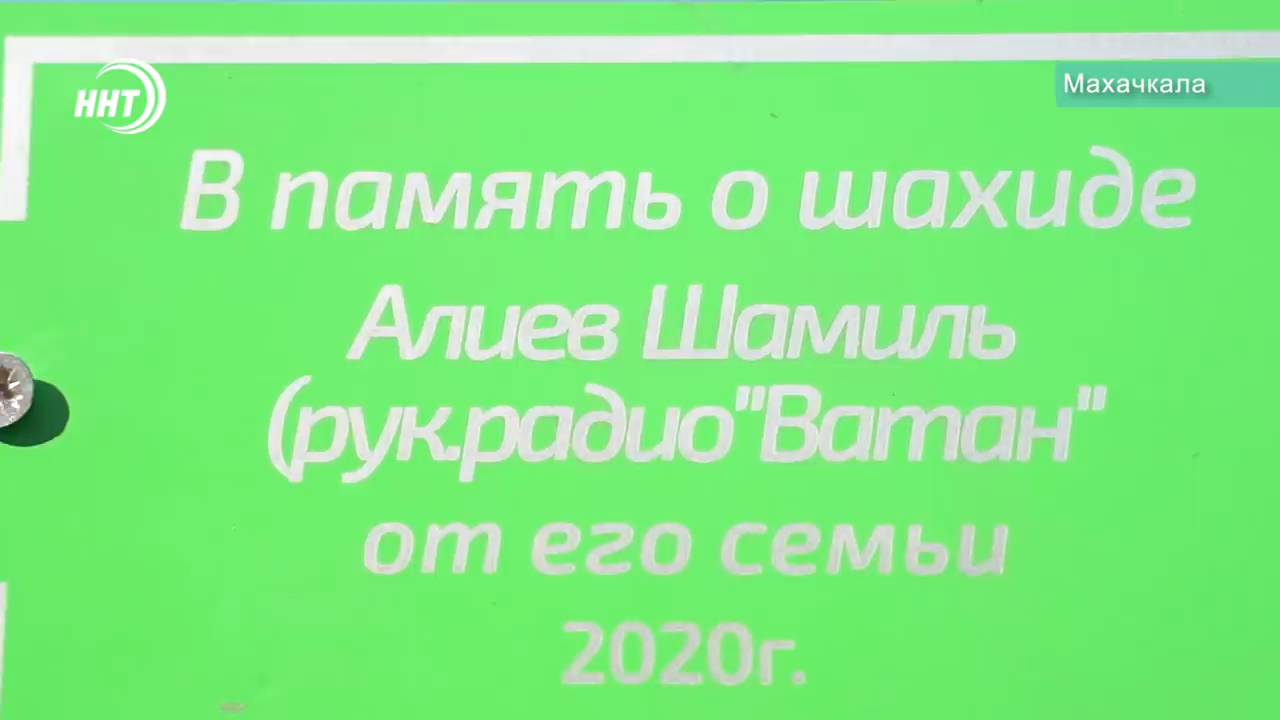 ННТ
Махачкала
В память о шахиде
Алиев Шамиль
(рук.радио"Ватан"
от его семьи
2020г.